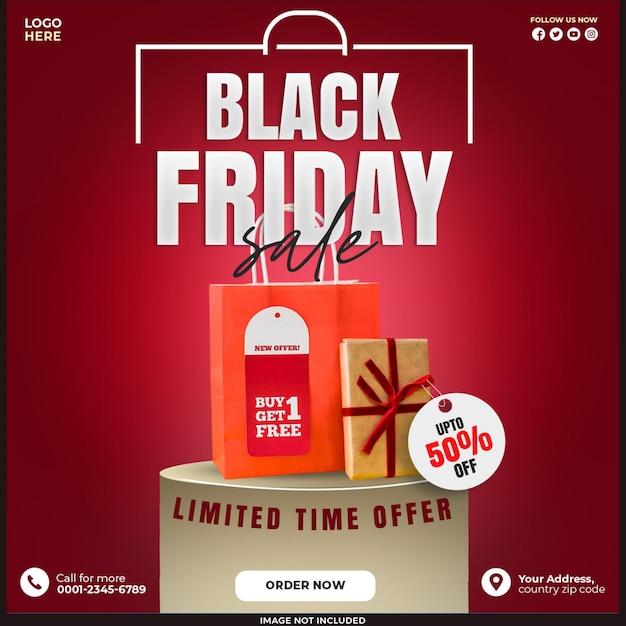 LOGO
HERE
FOLLOW US NOW
BLACK
FRIDAY
sale
NEW OFFER!
BUY 1
GET
FREE
UPTO
50%
OFF
LIMITED TIME OFFER
Call for more
0001-2345-6789
ORDER NOW
Your Address,
country zip code
IMAGE NOT INCLUDED